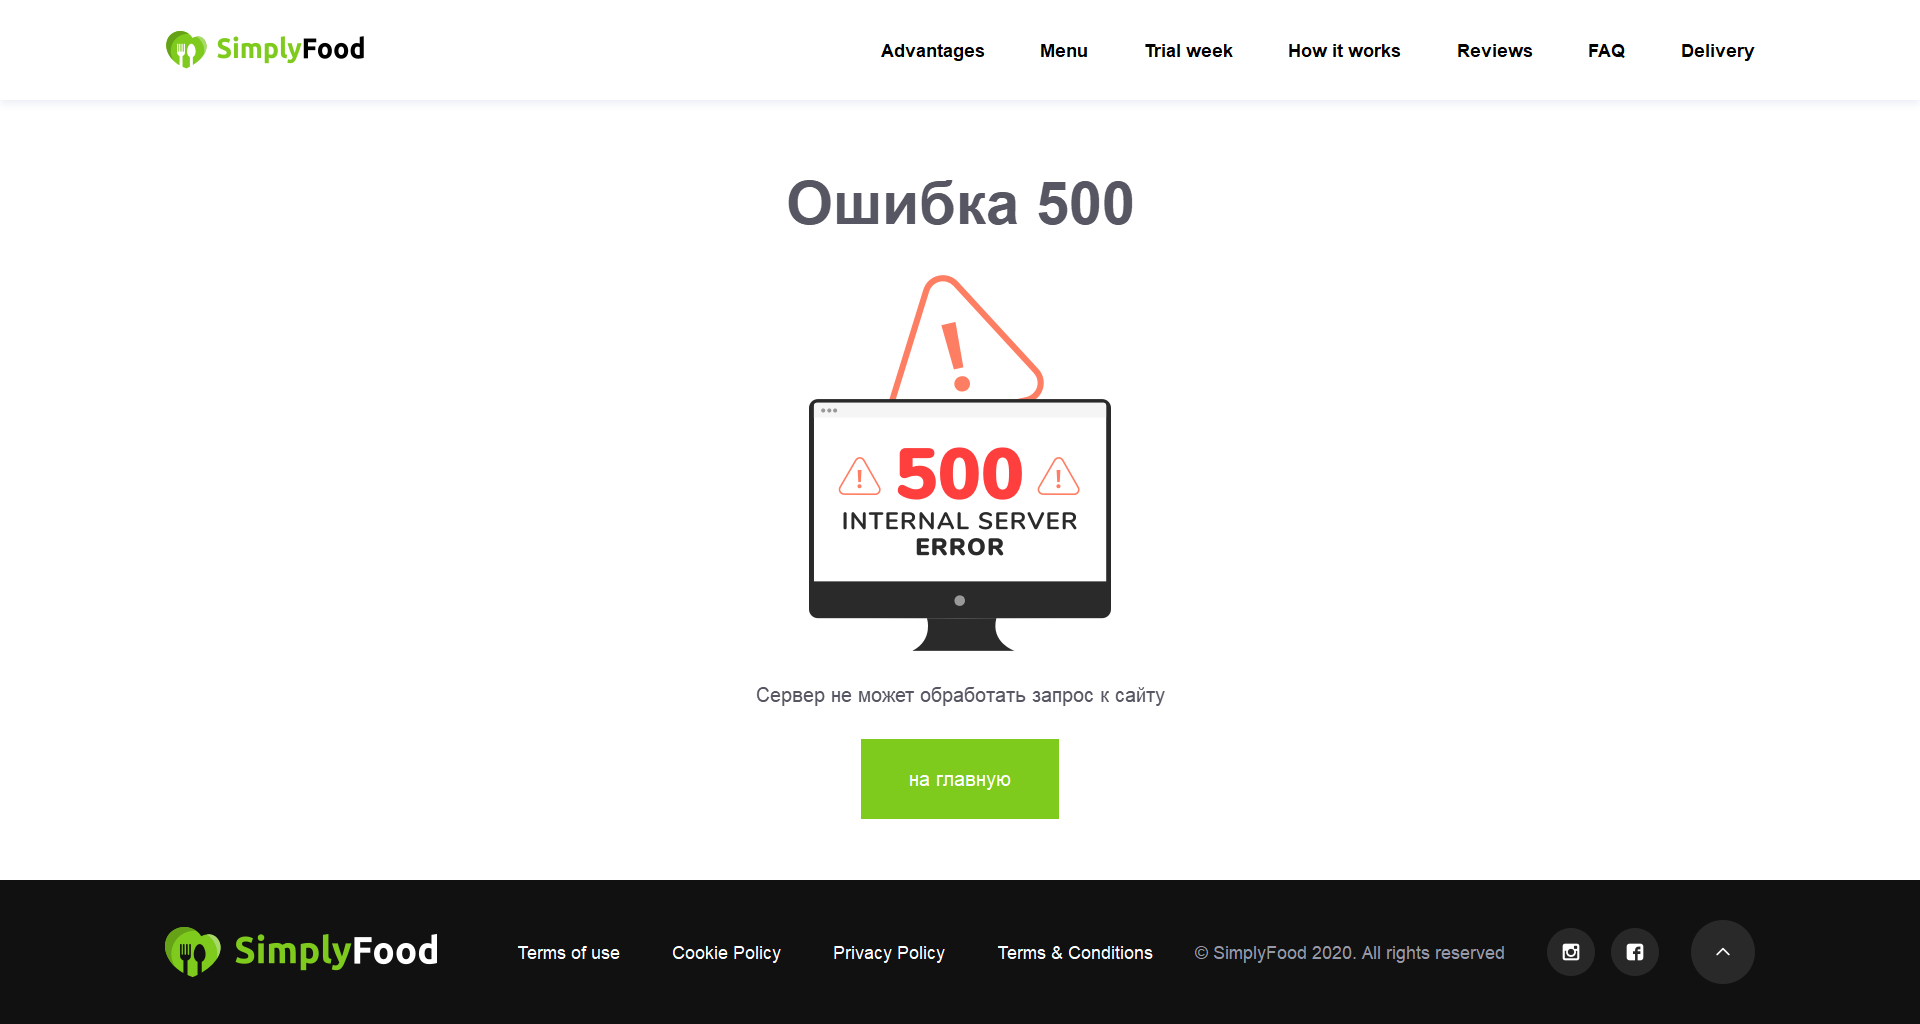 SimplyFood
Advantages
Menu
Trial week
How it works
Reviews
FAQ
Delivery
Ошибка 500
!
! 500 !
INTERNAL SERVER
ERROR
Сервер не может обработать запрос к сайту
на главную
SimplyFood
Terms of use
Cookie Policy
Privacy Policy
Terms & Conditions
© SimplyFood 2020. All rights reserved